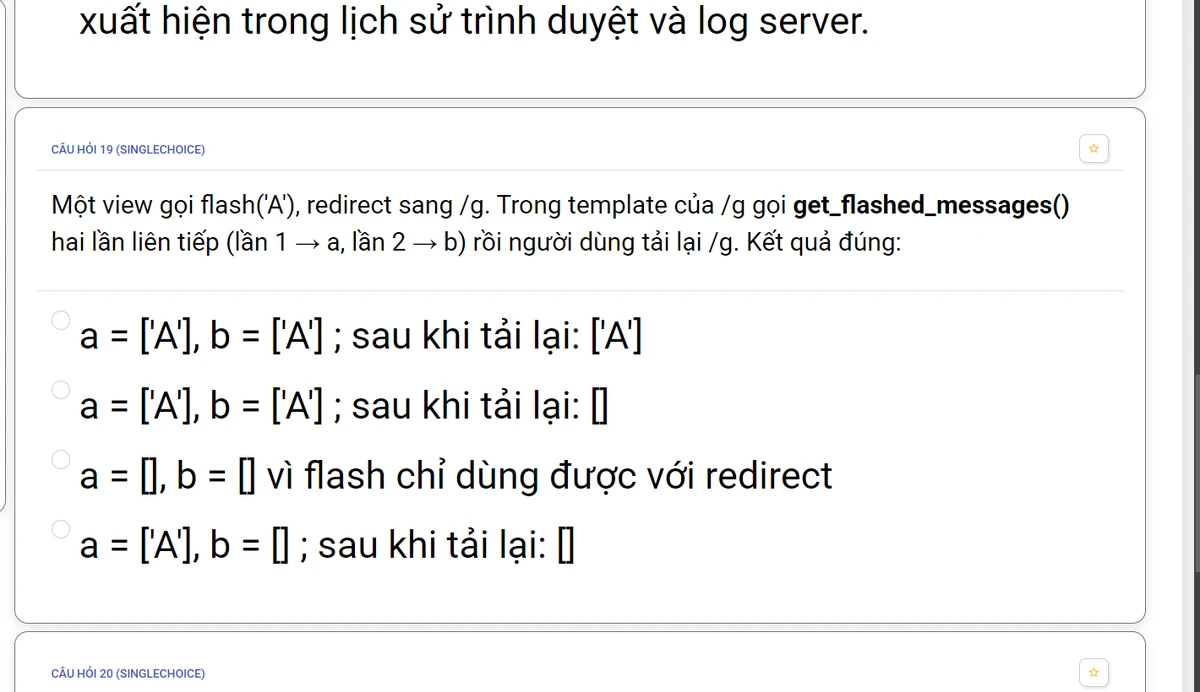 xuất hiện trong lịch sử trình duyệt và log server.
CÂU HỎI 19 (SINGLECHOICE)
Một view gọi flash('A'), redirect sang /g. Trong template của /g gọi get_flashed_messages()
hai lần liên tiếp (lần 1 → a, lần 2 → b) rồi người dùng tải lại /g. Kết quả đúng:
a = ['A'], b = ['A'] ; sau khi tải lại: ['A']
a = ['A'], b = ['A'] ; sau khi tải lại: []
a = [], b = [] vì flash chỉ dùng được với redirect
a = ['A'], b = [] ; sau khi tải lại: []
CÂU HỎI 20 (SINGLECHOICE)